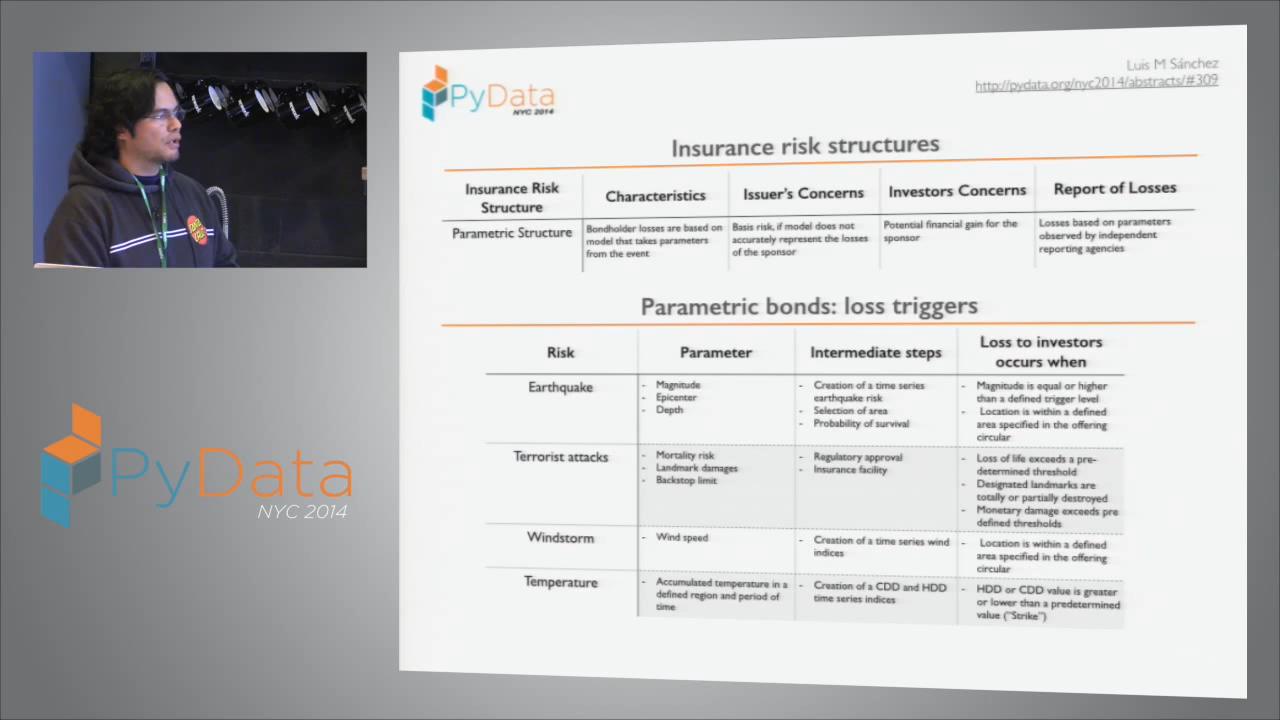 PyData
NYC 2014
Luis M Sánchez
http://pydata.org/nyc2014/abstracts/#309
PyData
NYC 2014
Insurance risk structures
Insurance Risk
Structure
Characteristics
Issuer's Concerns
Investors Concerns
Report of Losses
Parametric Structure
Bondholder losses are based on
model that takes parameters
from the event
Basis risk, if model does not
accurately represent the losses
of the sponsor
Potential financial gain for the
sponsor
Losses based on parameters
observed by independent
reporting agencies
Parametric bonds: loss triggers
Risk
Parameter
Intermediate steps
Loss to investors
occurs when
Earthquake
- Magnitude
- Epicenter
- Depth
- Creation of a time series
earthquake risk
- Selection of area
- Probability of survival
- Magnitude is equal or higher
than a defined trigger level
- Location is within a defined
area specified in the offering
circular
Terrorist attacks
- Mortality risk
- Landmark damages
- Backstop limit
- Regulatory approval
- Insurance facility
- Loss of life exceeds a pre-
determined threshold
- Designated landmarks are
totally or partially destroyed
- Monetary damage exceeds pre
defined thresholds
Windstorm
- Wind speed
- Creation of a time series wind
indices
- Location is within a defined
area specified in the offering
circular
Temperature
- Accumulated temperature in a
defined region and period of
time
- Creation of a CDD and HDD
time series indices
- HDD or CDD value is greater
or lower than a predetermined
value ("Strike")